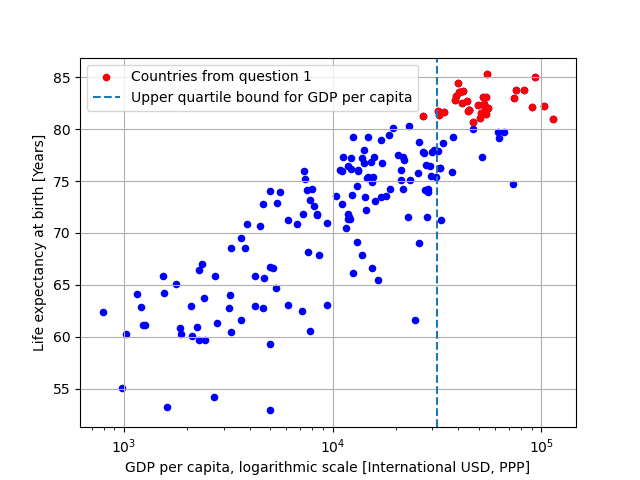 Countries from question 1
Upper quartile bound for GDP per capita
Life expectancy at birth [Years]
85
80
75
70
65
60
55
10³
10⁴
10⁵
GDP per capita, logarithmic scale [International USD, PPP]